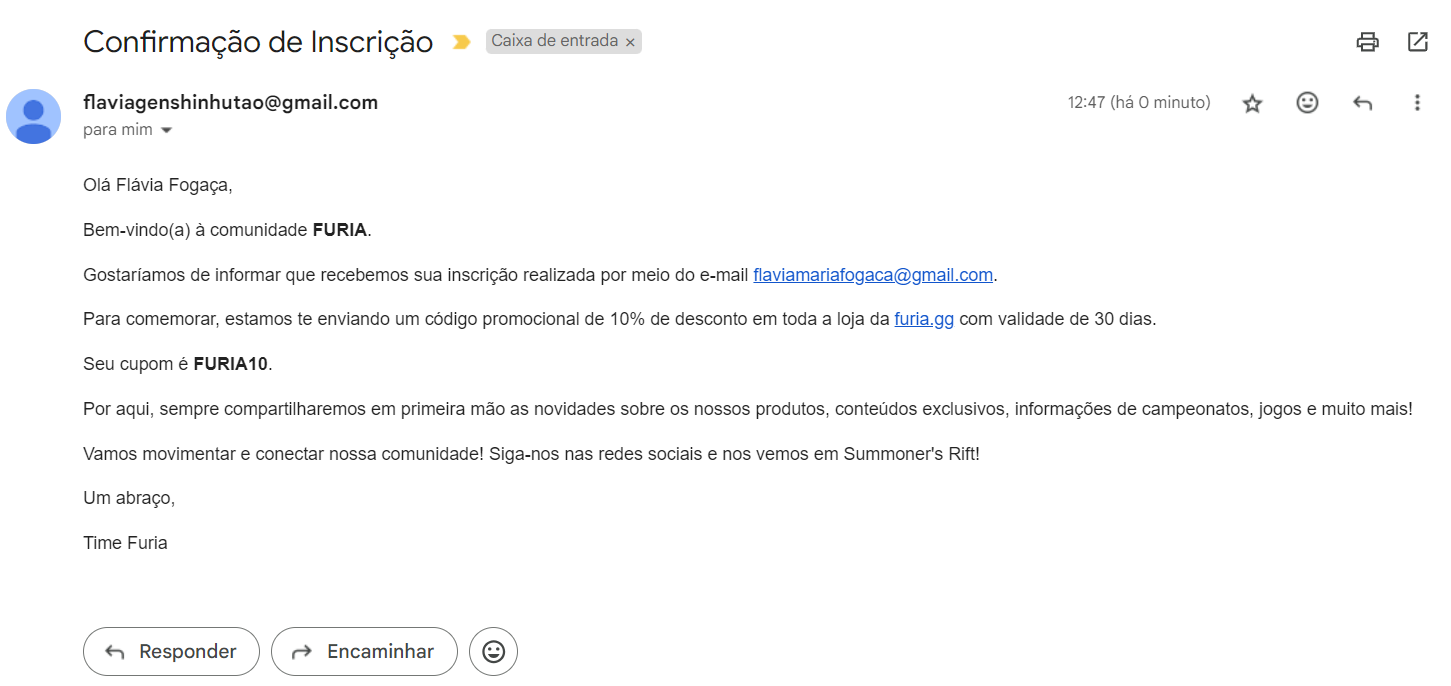 Confirmação de Inscrição Caixa de entrada ×
flaviagenshinhutao@gmail.com 12:47 (há 0 minuto)
para mim
Olá Flávia Fogaça,
Bem-vindo(a) à comunidade FURIA.
Gostaríamos de informar que recebemos sua inscrição realizada por meio do e-mail flaviamariafogaca@gmail.com.
Para comemorar, estamos te enviando um código promocional de 10% de desconto em toda a loja da furia.gg com validade de 30 dias.
Seu cupom é FURIA10.
Por aqui, sempre compartilharemos em primeira mão as novidades sobre os nossos produtos, conteúdos exclusivos, informações de campeonatos, jogos e muito mais!
Vamos movimentar e conectar nossa comunidade! Siga-nos nas redes sociais e nos vemos em Summoner's Rift!
Um abraço,
Time Furia
Responder Encaminhar